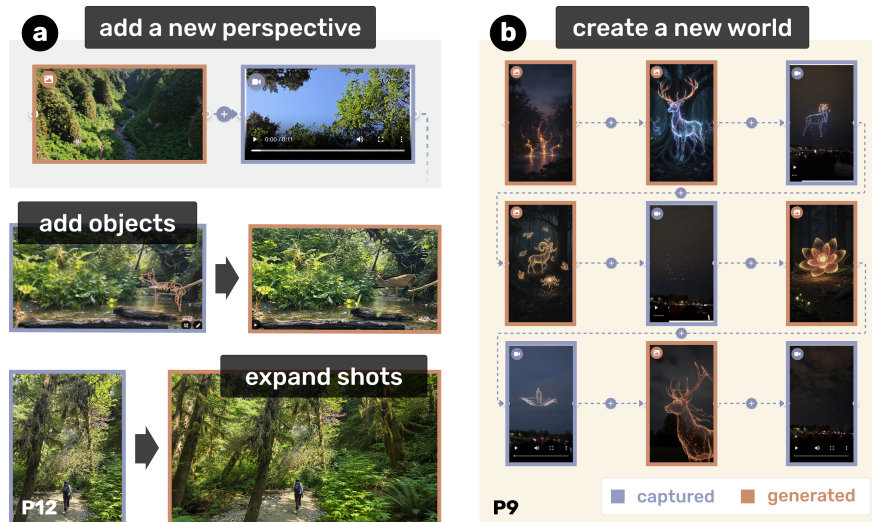 a
add a new perspective
0:00 / 0:11
add objects
expand shots
P12
b
create a new world
P9
captured
generated